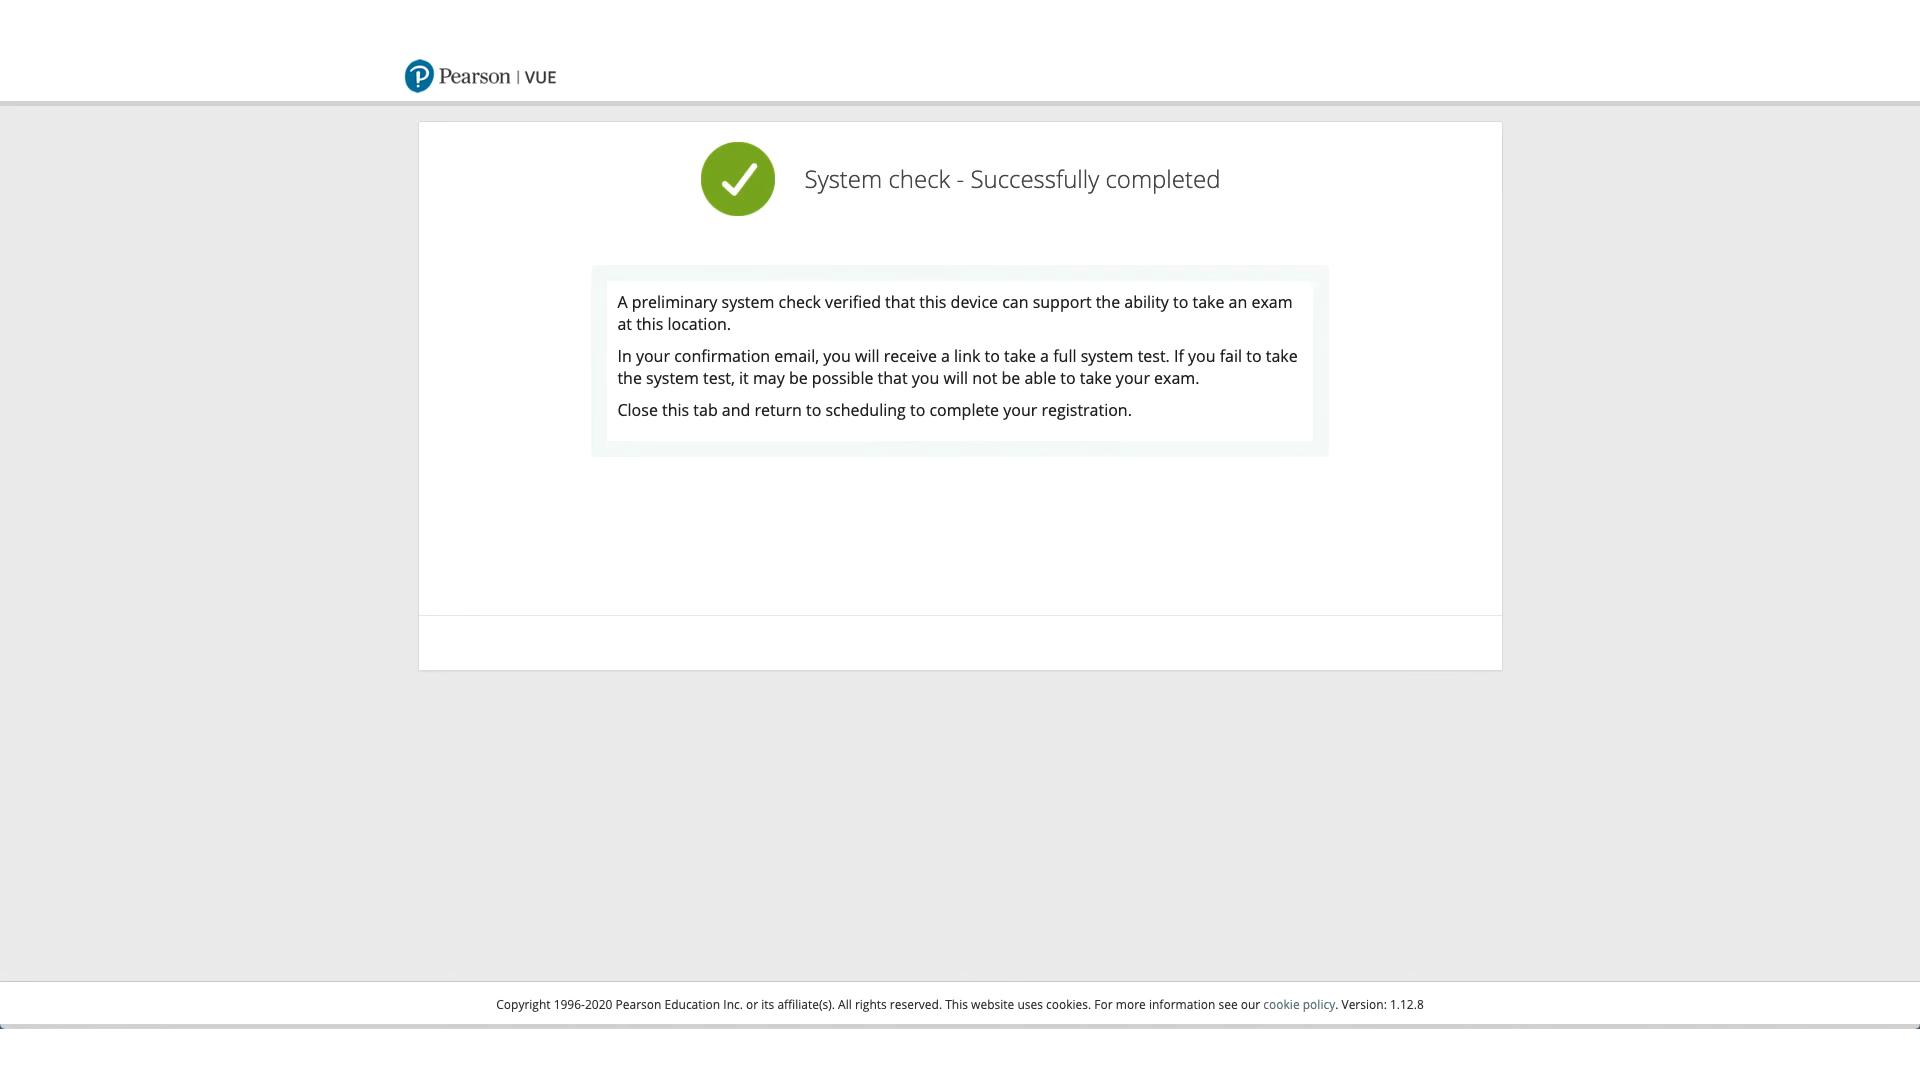 Pearson | VUE
System check - Successfully completed
A preliminary system check verified that this device can support the ability to take an exam
at this location.
In your confirmation email, you will receive a link to take a full system test. If you fail to take
the system test, it may be possible that you will not be able to take your exam.
Close this tab and return to scheduling to complete your registration.
Copyright 1996-2020 Pearson Education Inc. or its affiliate(s). All rights reserved. This website uses cookies. For more information see our cookie policy. Version: 1.12.8